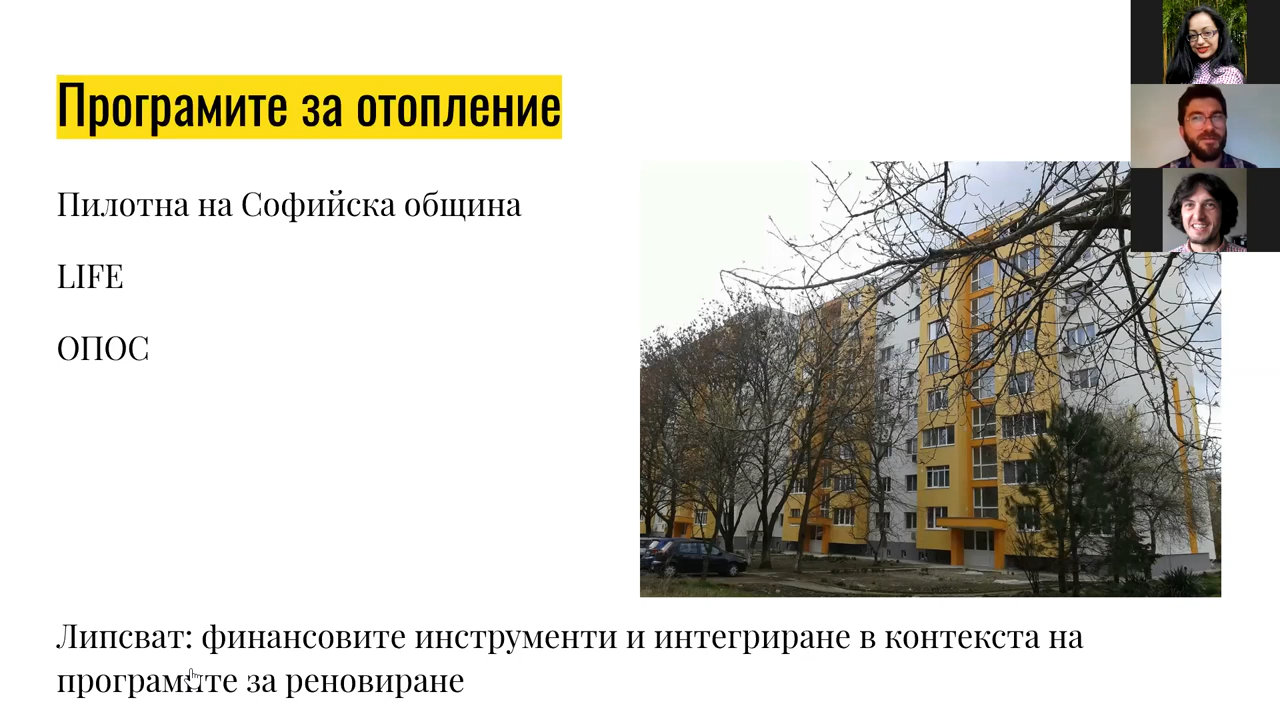 Програмите за отопление
Пилотна на Софийска община
LIFE
ОПОС
Липсват: финансовите инструменти и интегриране в контекста на
програмите за реновиране